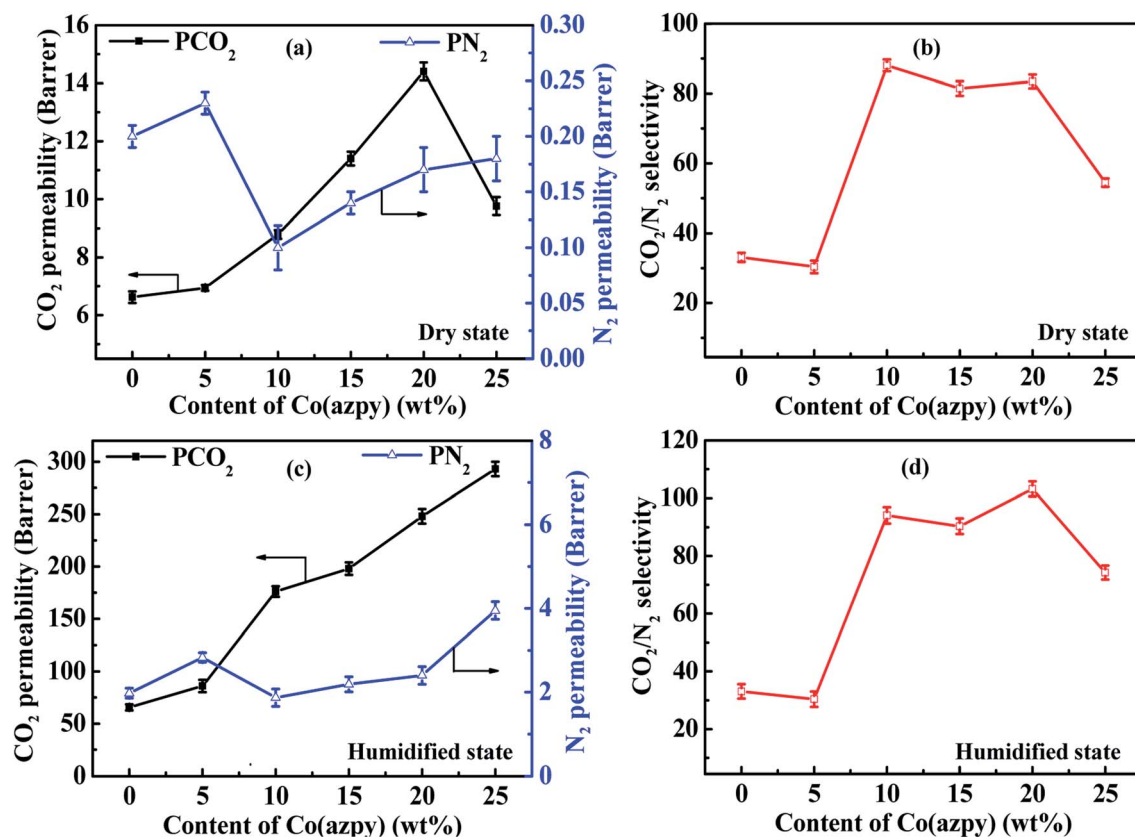 PCO₂ (a) PN₂
CO₂ permeability (Barrer)
16
14
12
10
8
6
N₂ permeability (Barrer)
0.30
0.25
0.20
0.15
0.10
0.05
0.00
Dry state
0 5 10 15 20 25
Content of Co(azpy) (wt%)
(b)
CO₂/N₂ selectivity
100
80
60
40
20
Dry state
0 5 10 15 20 25
Content of Co(azpy) (wt%)
PCO₂ (c) PN₂
CO₂ permeability (Barrer)
300
250
200
150
100
50
0
N₂ permeability (Barrer)
8
6
4
2
0
Humidified state
0 5 10 15 20 25
Content of Co(azpy) (wt%)
(d)
CO₂/N₂ selectivity
120
100
80
60
40
20
Humidified state
0 5 10 15 20 25
Content of Co(azpy) (wt%)